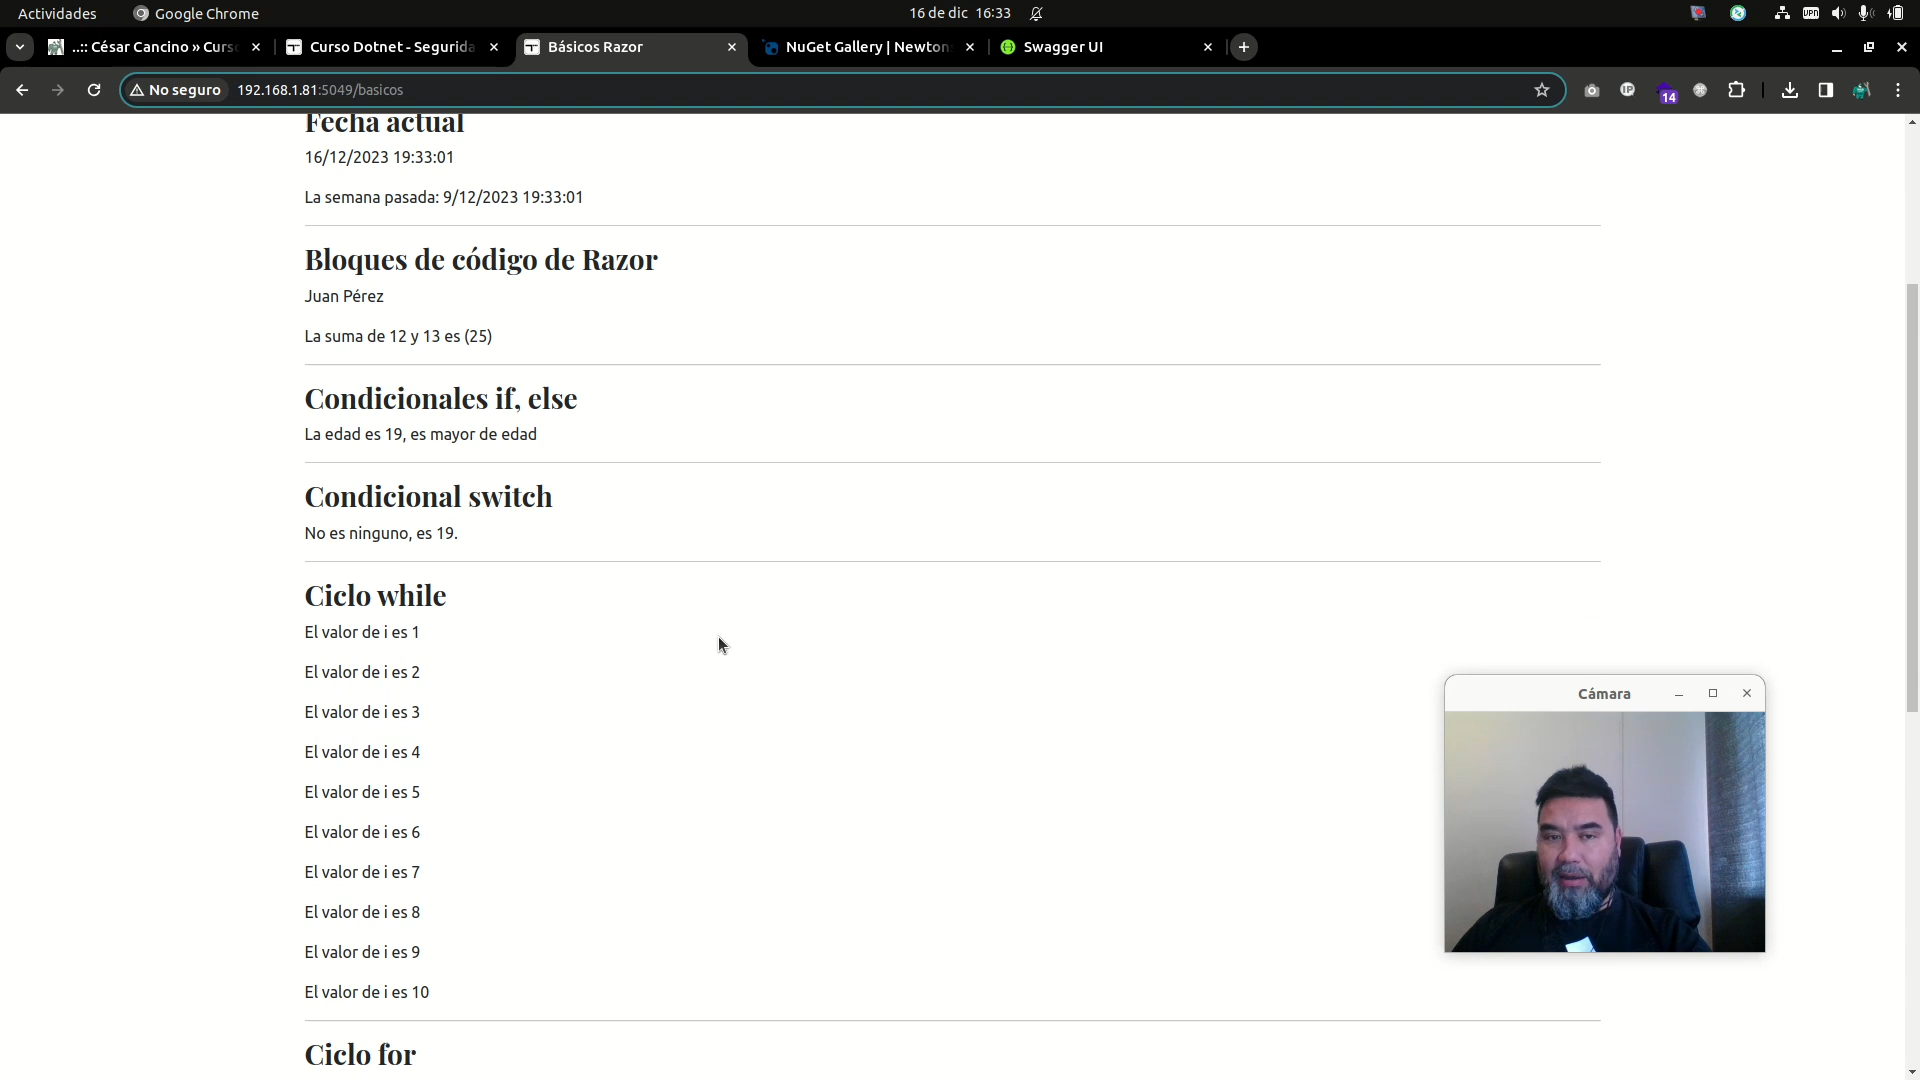 Actividades
Google Chrome
16 de dic 16:33
..:: César Cancino » Curso
Curso Dotnet - Segurida
Básicos Razor
NuGet Gallery | Newton
Swagger UI
No seguro
192.168.1.81:5049/basicos
14
Fecha actual
16/12/2023 19:33:01
La semana pasada: 9/12/2023 19:33:01
Bloques de código de Razor
Juan Pérez
La suma de 12 y 13 es (25)
Condicionales if, else
La edad es 19, es mayor de edad
Condicional switch
No es ninguno, es 19.
Ciclo while
El valor de i es 1
El valor de i es 2
El valor de i es 3
El valor de i es 4
El valor de i es 5
El valor de i es 6
El valor de i es 7
El valor de i es 8
El valor de i es 9
El valor de i es 10
Ciclo for
Cámara